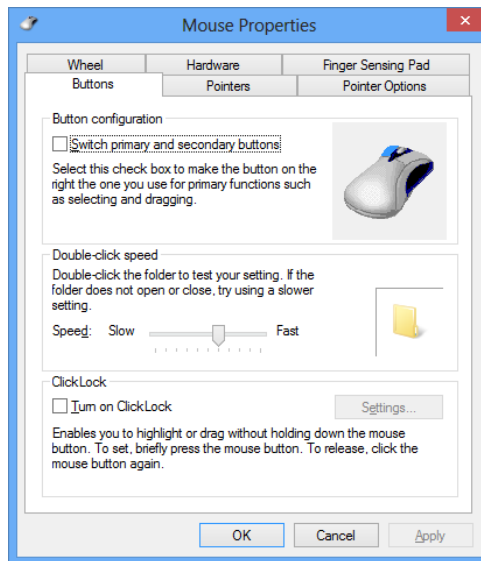 Mouse Properties
Wheel Hardware Finger Sensing Pad
Buttons Pointers Pointer Options
Button configuration
Switch primary and secondary buttons
Select this check box to make the button on the
right the one you use for primary functions such
as selecting and dragging.
Double-click speed
Double-click the folder to test your setting. If the
folder does not open or close, try using a slower
setting.
Speed: Slow Fast
ClickLock
Turn on ClickLock
Settings...
Enables you to highlight or drag without holding down the mouse
button. To set, briefly press the mouse button. To release, click the
mouse button again.
OK Cancel Apply